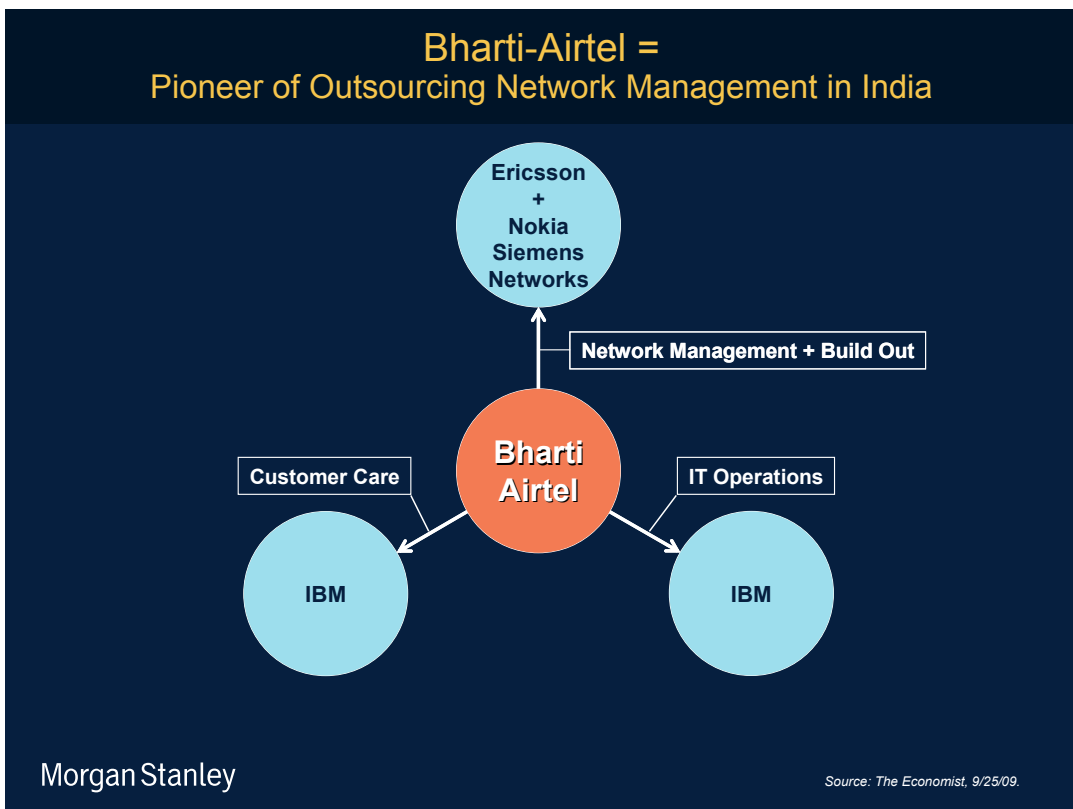 Bharti-Airtel =
Pioneer of Outsourcing Network Management in India
Ericsson
+
Nokia
Siemens
Networks
Network Management + Build Out
Bharti
Airtel
Customer Care
IT Operations
IBM
IBM
Morgan Stanley
Source: The Economist, 9/25/09.